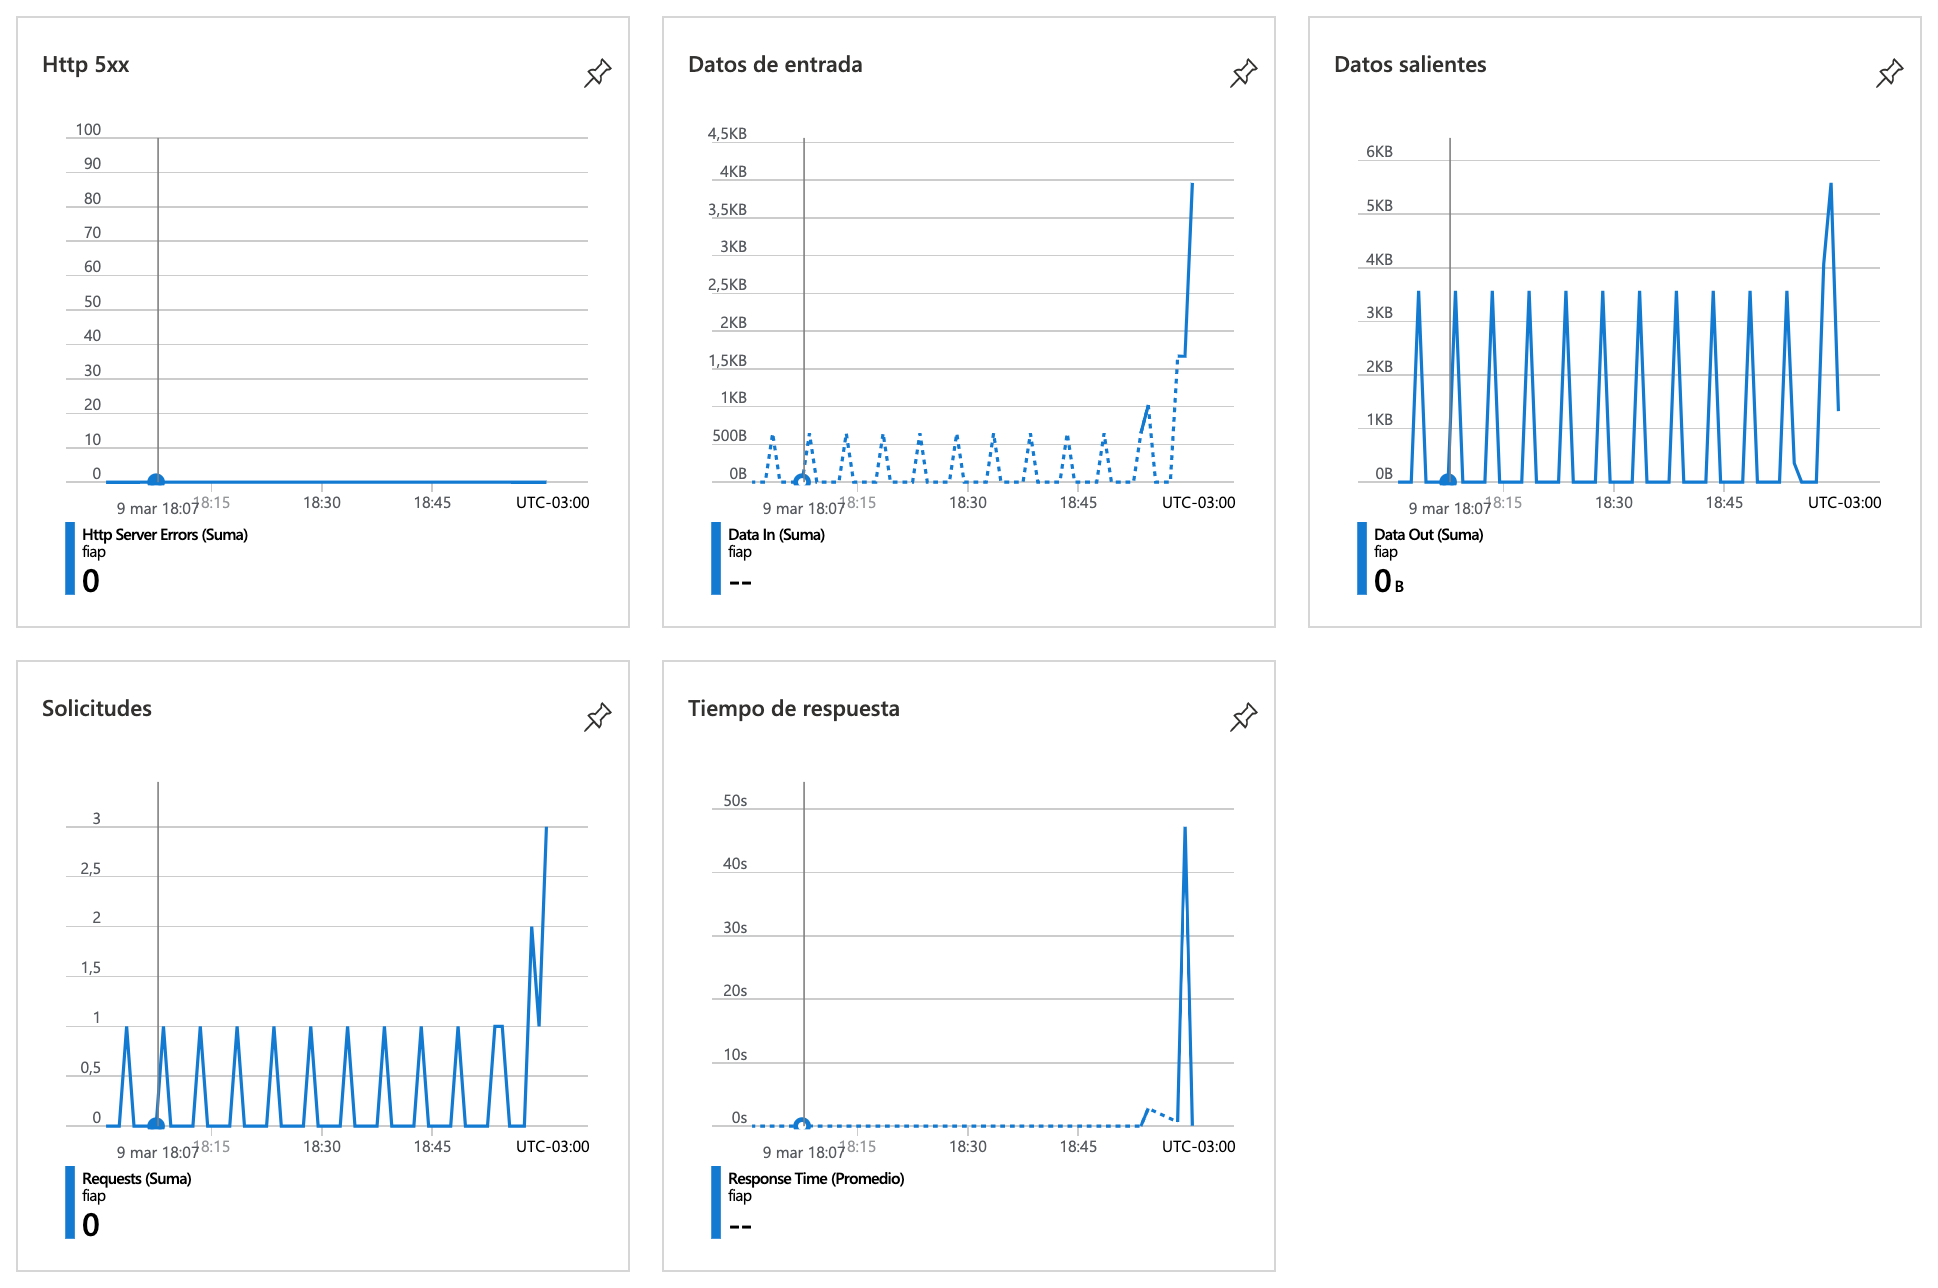 Http 5xx
100
90
80
70
60
50
40
30
20
10
0
9 mar 18:07
18:15
18:30
18:45
UTC-03:00
Http Server Errors (Suma)
fiap
0
Datos de entrada
4,5KB
4KB
3,5KB
3KB
2,5KB
2KB
1,5KB
1KB
500B
0B
9 mar 18:07
18:15
18:30
18:45
UTC-03:00
Data In (Suma)
fiap
--
Datos salientes
6KB
5KB
4KB
3KB
2KB
1KB
0B
9 mar 18:07
18:15
18:30
18:45
UTC-03:00
Data Out (Suma)
fiap
0 B
Solicitudes
3
2,5
2
1,5
1
0,5
0
9 mar 18:07
18:15
18:30
18:45
UTC-03:00
Requests (Suma)
fiap
0
Tiempo de respuesta
50s
40s
30s
20s
10s
0s
9 mar 18:07
18:15
18:30
18:45
UTC-03:00
Response Time (Promedio)
fiap
--